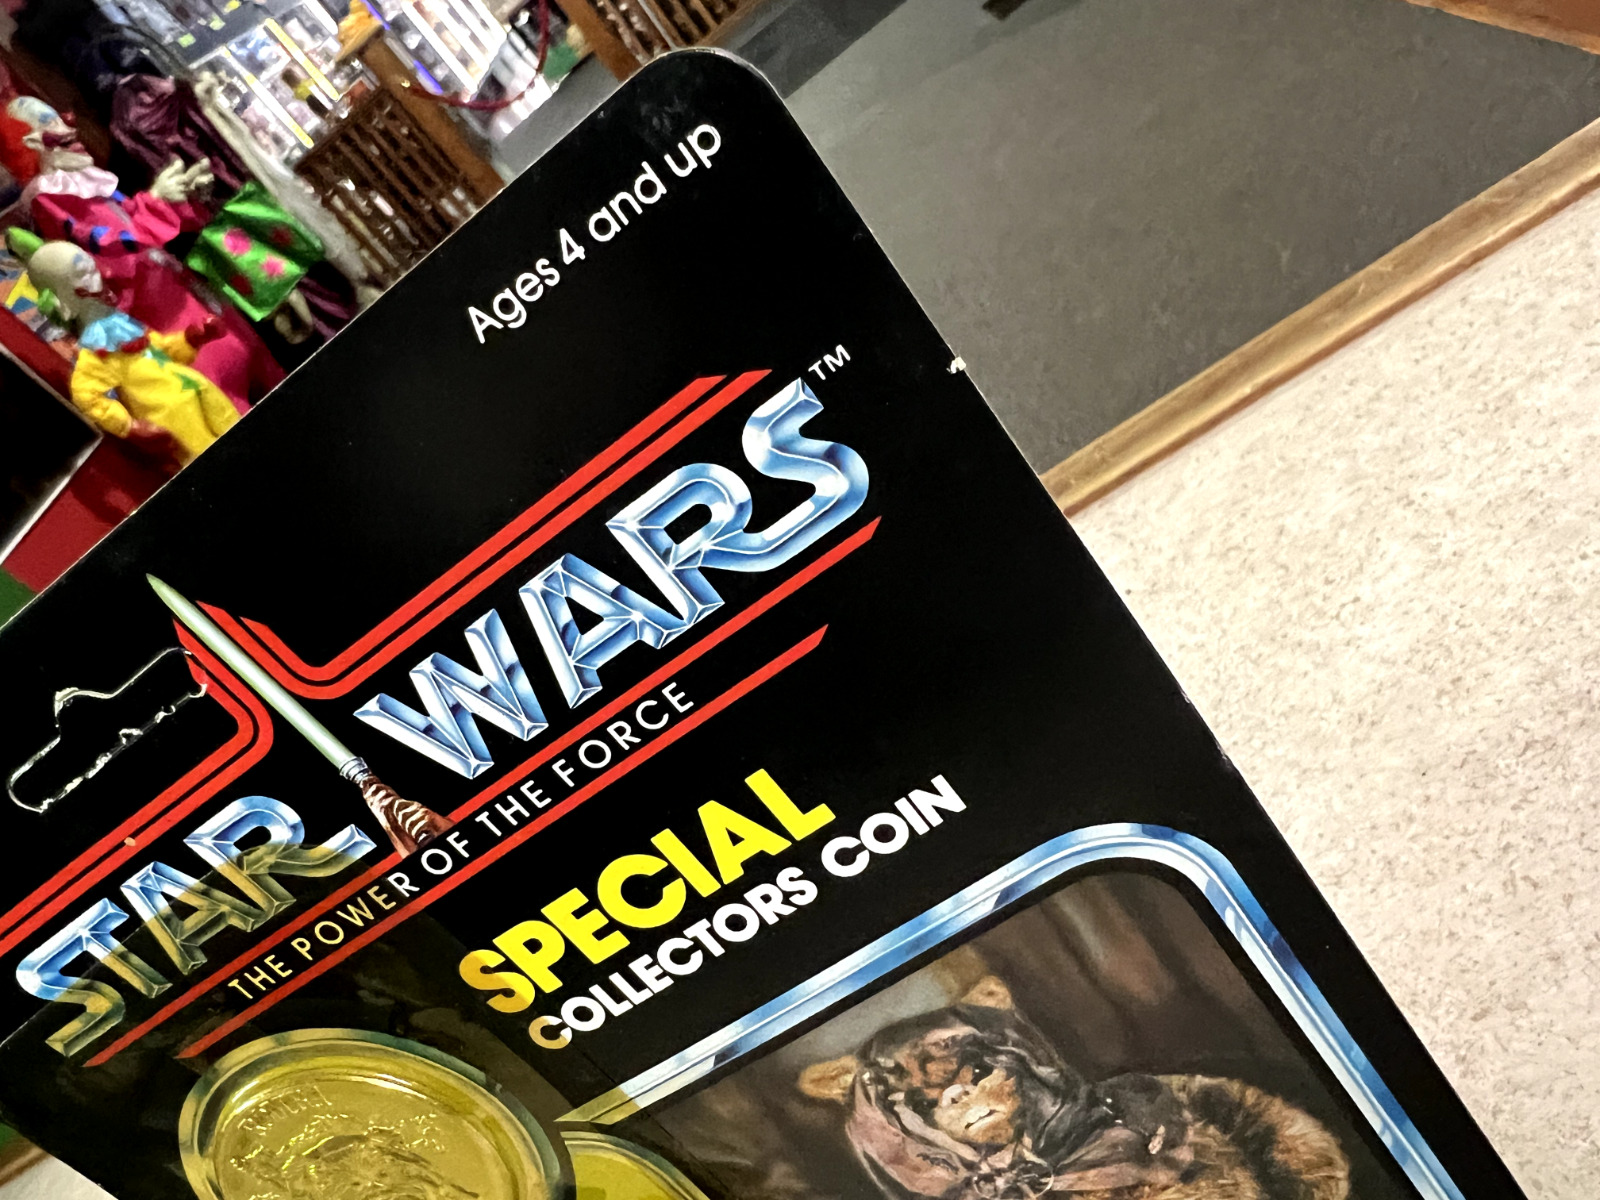 Ages 4 and up
STAR WARS™
THE POWER OF THE FORCE
SPECIAL
COLLECTORS COIN